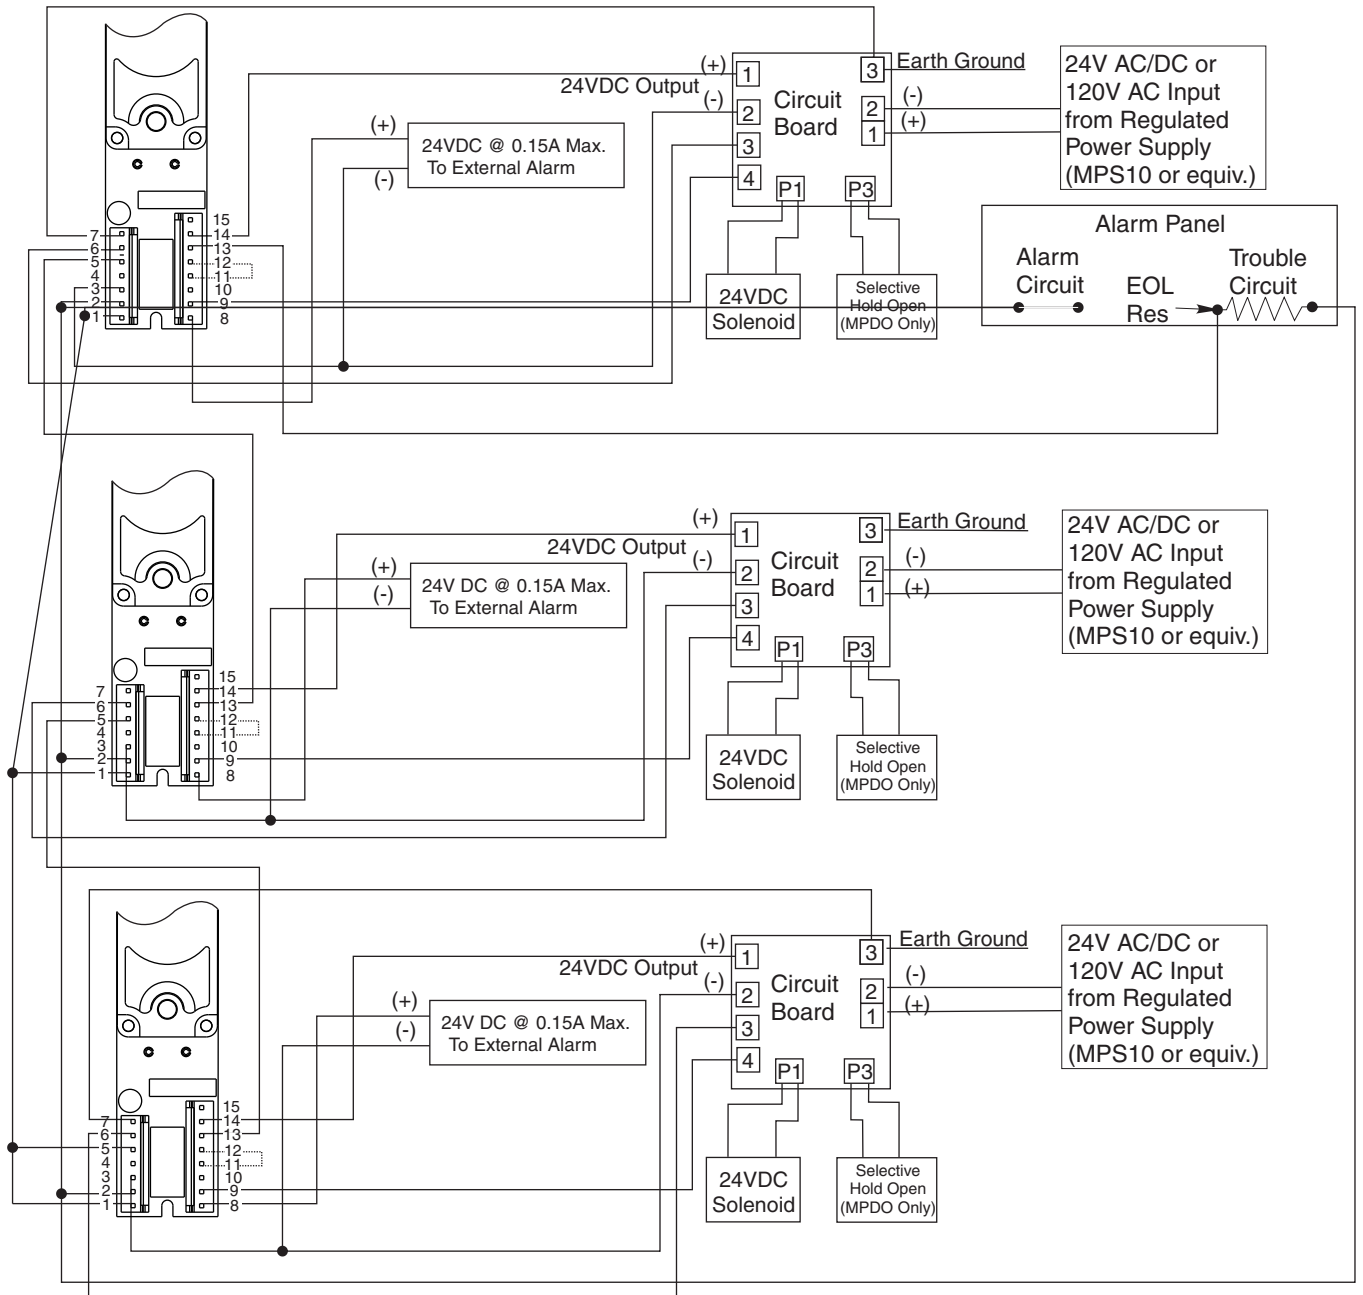 3
Earth Ground
(+)
1
24VDC Output
(-)
2
Circuit
Board
3
4
2
(-)
1
(+)
P1
P3
24V AC/DC or
120V AC Input
from Regulated
Power Supply
(MPS10 or equiv.)
(+)
24VDC @ 0.15A Max.
To External Alarm
(-)
7
6
5
4
3
2
1
15
14
13
12
11
10
9
8
24VDC
Solenoid
Selective
Hold Open
(MPDO Only)
Alarm Panel
Alarm
Circuit
EOL
Res
Trouble
Circuit
(+)
1
24VDC Output
(-)
2
Circuit
Board
3
4
3
Earth Ground
2
(-)
1
(+)
P1
P3
24V AC/DC or
120V AC Input
from Regulated
Power Supply
(MPS10 or equiv.)
(+)
(-)
24V DC @ 0.15A Max.
To External Alarm
7
6
5
4
3
2
1
15
14
13
12
11
10
9
8
24VDC
Solenoid
Selective
Hold Open
(MPDO Only)
(+)
1
24VDC Output
(-)
2
Circuit
Board
3
4
3
Earth Ground
2
(-)
1
(+)
P1
P3
24V AC/DC or
120V AC Input
from Regulated
Power Supply
(MPS10 or equiv.)
(+)
(-)
24V DC @ 0.15A Max.
To External Alarm
7
6
5
4
3
2
1
15
14
13
12
11
10
9
8
24VDC
Solenoid
Selective
Hold Open
(MPDO Only)